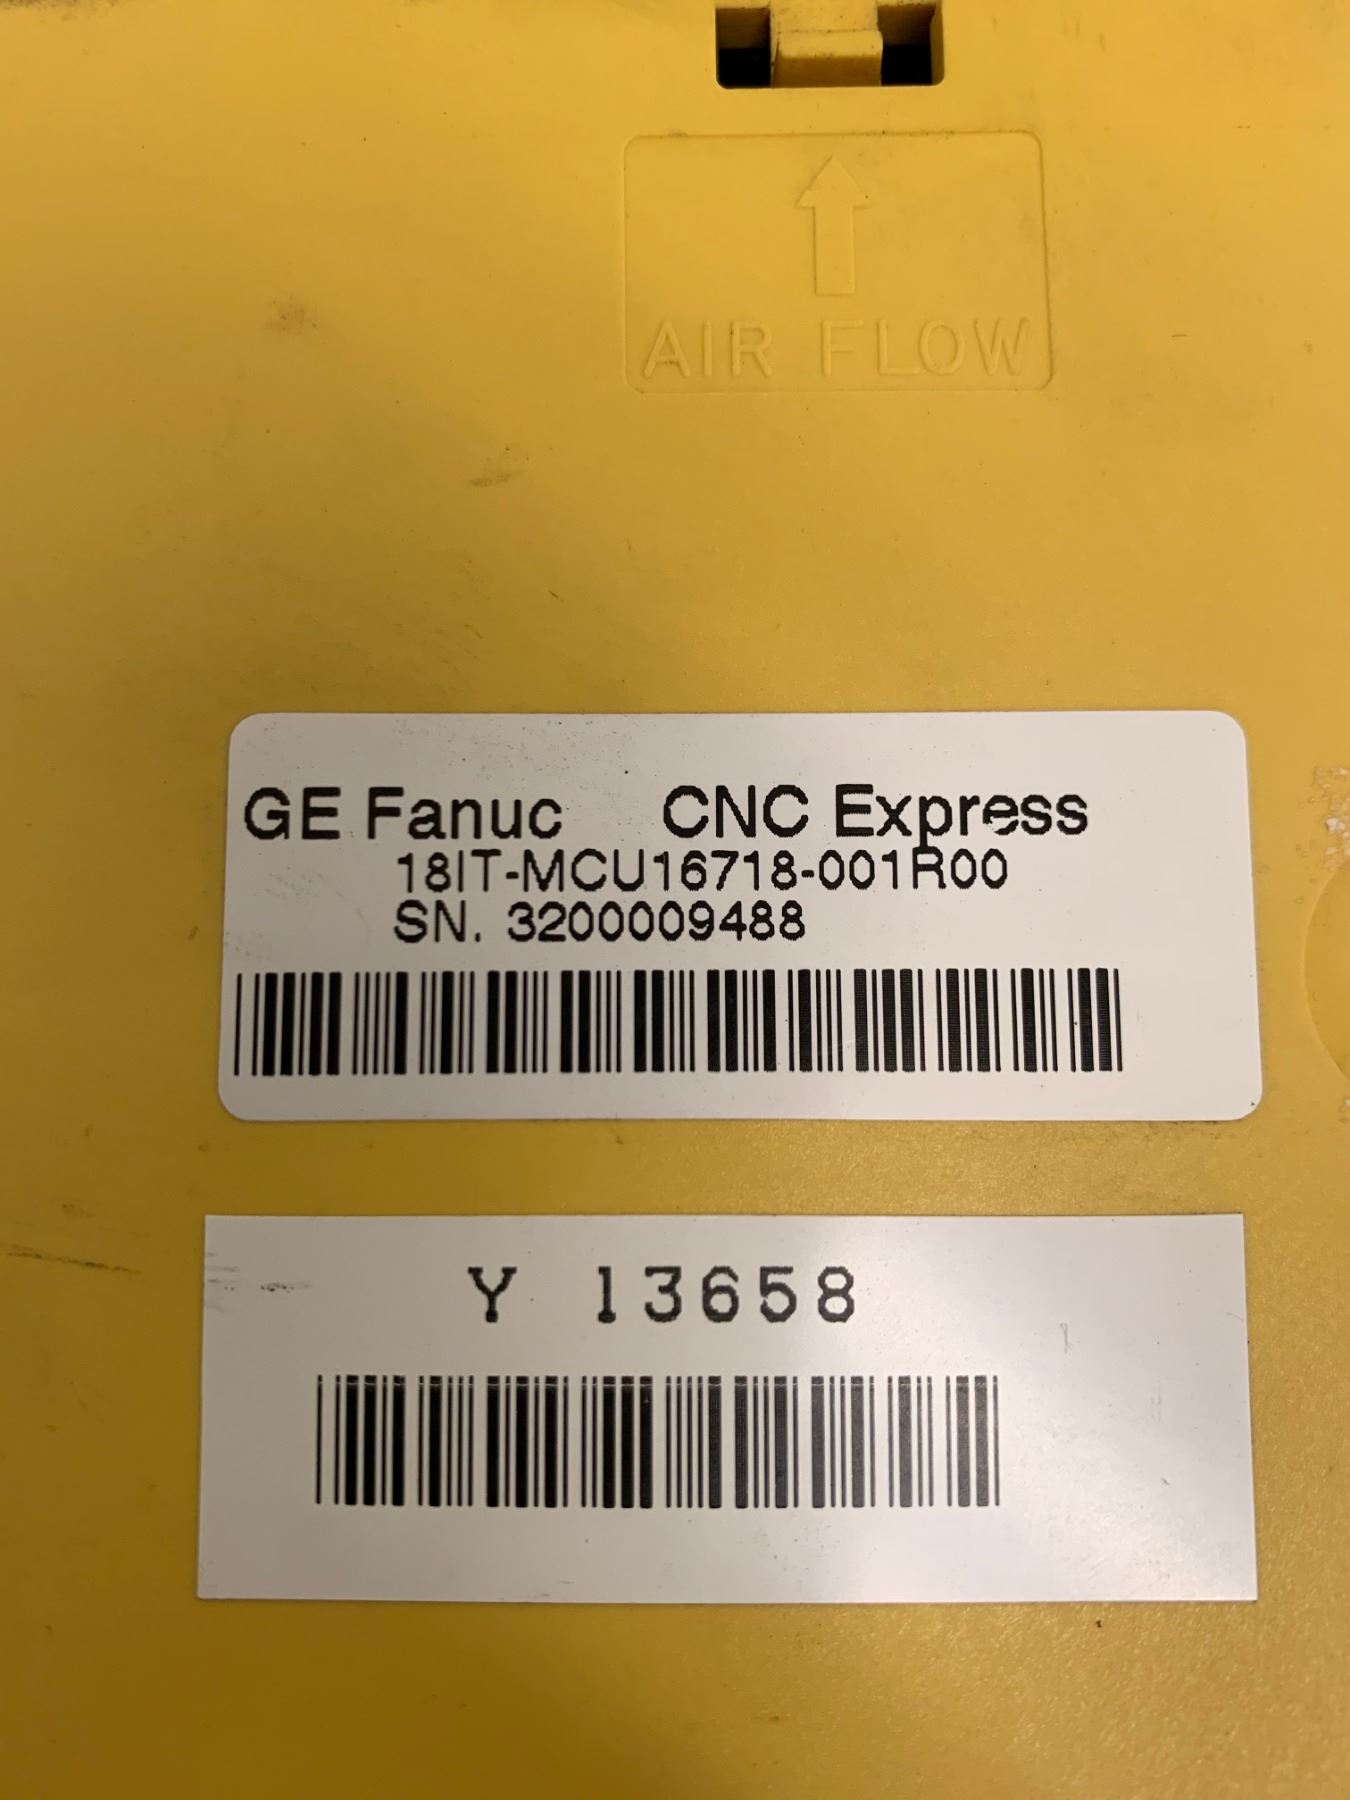 AIR FLOW
GE Fanuc CNC Express
18IT-MCU16718-001R00
SN. 3200009488
Y 13658